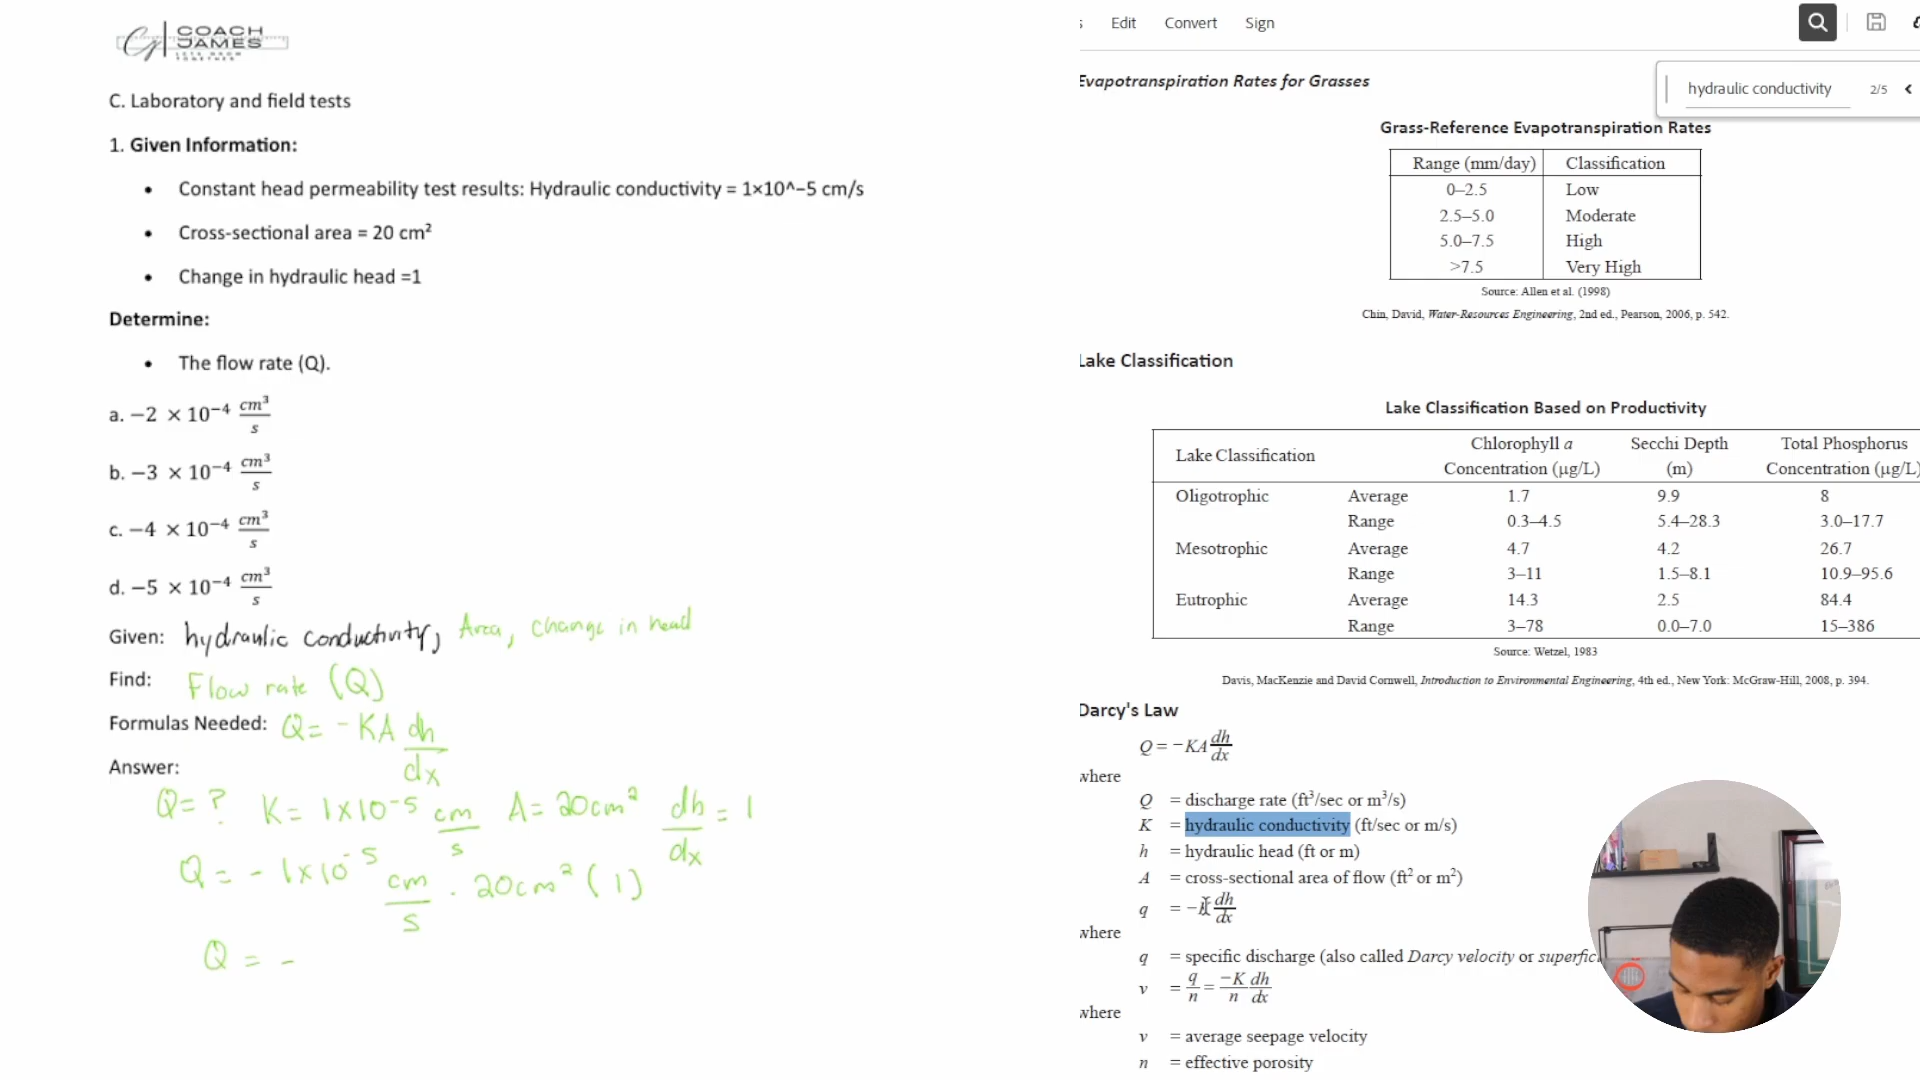 COACH
JAMES
C. Laboratory and field tests
1. Given Information:
• Constant head permeability test results: Hydraulic conductivity = 1×10^−5 cm/s
• Cross-sectional area = 20 cm²
• Change in hydraulic head =1
Determine:
• The flow rate (Q).
a. −2 × 10⁻⁴ cm³/s
b. −3 × 10⁻⁴ cm³/s
c. −4 × 10⁻⁴ cm³/s
d. −5 × 10⁻⁴ cm³/s
Given: hydraulic conductivity, Area, Change in head
Find: Flow rate (Q)
Formulas Needed: Q = - KA dh/dx
Answer:
Q = ? K = 1x10⁻⁵ cm/s A = 20cm² dh/dx = 1
Q = - 1x10⁻⁵ cm/s · 20cm² (1)
Q = -
Edit Convert Sign
hydraulic conductivity 2/5
Evapotranspiration Rates for Grasses
Grass-Reference Evapotranspiration Rates
Range (mm/day) Classification
0–2.5 Low
2.5–5.0 Moderate
5.0–7.5 High
>7.5 Very High
Source: Allen et al. (1998)
Chin, David, Water-Resources Engineering, 2nd ed., Pearson, 2006, p. 542.
Lake Classification
Lake Classification Based on Productivity
Lake Classification Chlorophyll a Concentration (µg/L) Secchi Depth (m) Total Phosphorus Concentration (µg/L)
Oligotrophic Average 1.7 9.9 8
Range 0.3–4.5 5.4–28.3 3.0–17.7
Mesotrophic Average 4.7 4.2 26.7
Range 3–11 1.5–8.1 10.9–95.6
Eutrophic Average 14.3 2.5 84.4
Range 3–78 0.0–7.0 15–386
Source: Wetzel, 1983
Davis, MacKenzie and David Cornwell, Introduction to Environmental Engineering, 4th ed., New York: McGraw-Hill, 2008, p. 394.
Darcy's Law
Q = −KA dh/dx
where
Q = discharge rate (ft³/sec or m³/s)
K = hydraulic conductivity (ft/sec or m/s)
h = hydraulic head (ft or m)
A = cross-sectional area of flow (ft² or m²)
q = −K dh/dx
where
q = specific discharge (also called Darcy velocity or superfic
v = q/n = −K/n dh/dx
where
v = average seepage velocity
n = effective porosity